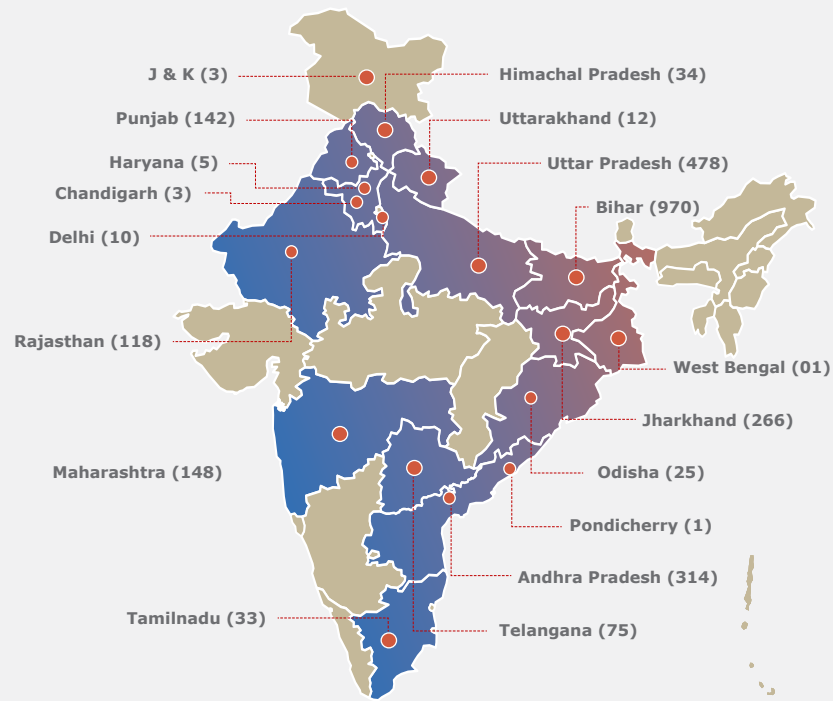 J & K (3)
Himachal Pradesh (34)
Punjab (142)
Uttarakhand (12)
Haryana (5)
Uttar Pradesh (478)
Chandigarh (3)
Bihar (970)
Delhi (10)
Rajasthan (118)
West Bengal (01)
Jharkhand (266)
Maharashtra (148)
Odisha (25)
Pondicherry (1)
Andhra Pradesh (314)
Tamilnadu (33)
Telangana (75)